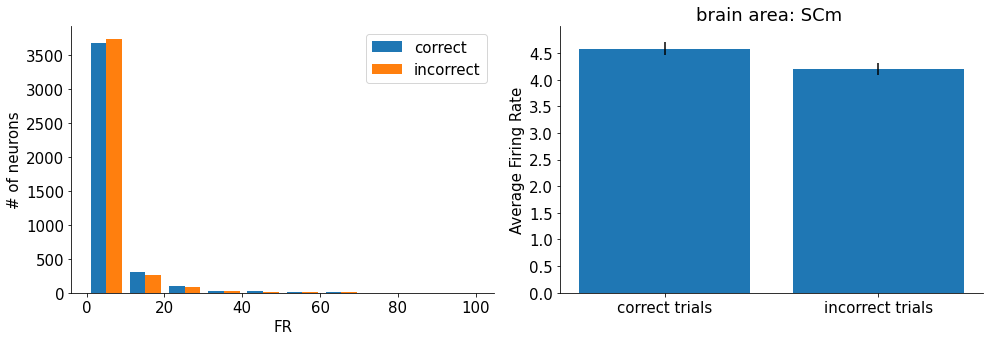 # of neurons
3500
3000
2500
2000
1500
1000
500
0
0 20 40 60 80 100
FR
correct
incorrect
brain area: SCm
Average Firing Rate
4.5
4.0
3.5
3.0
2.5
2.0
1.5
1.0
0.5
0.0
correct trials incorrect trials